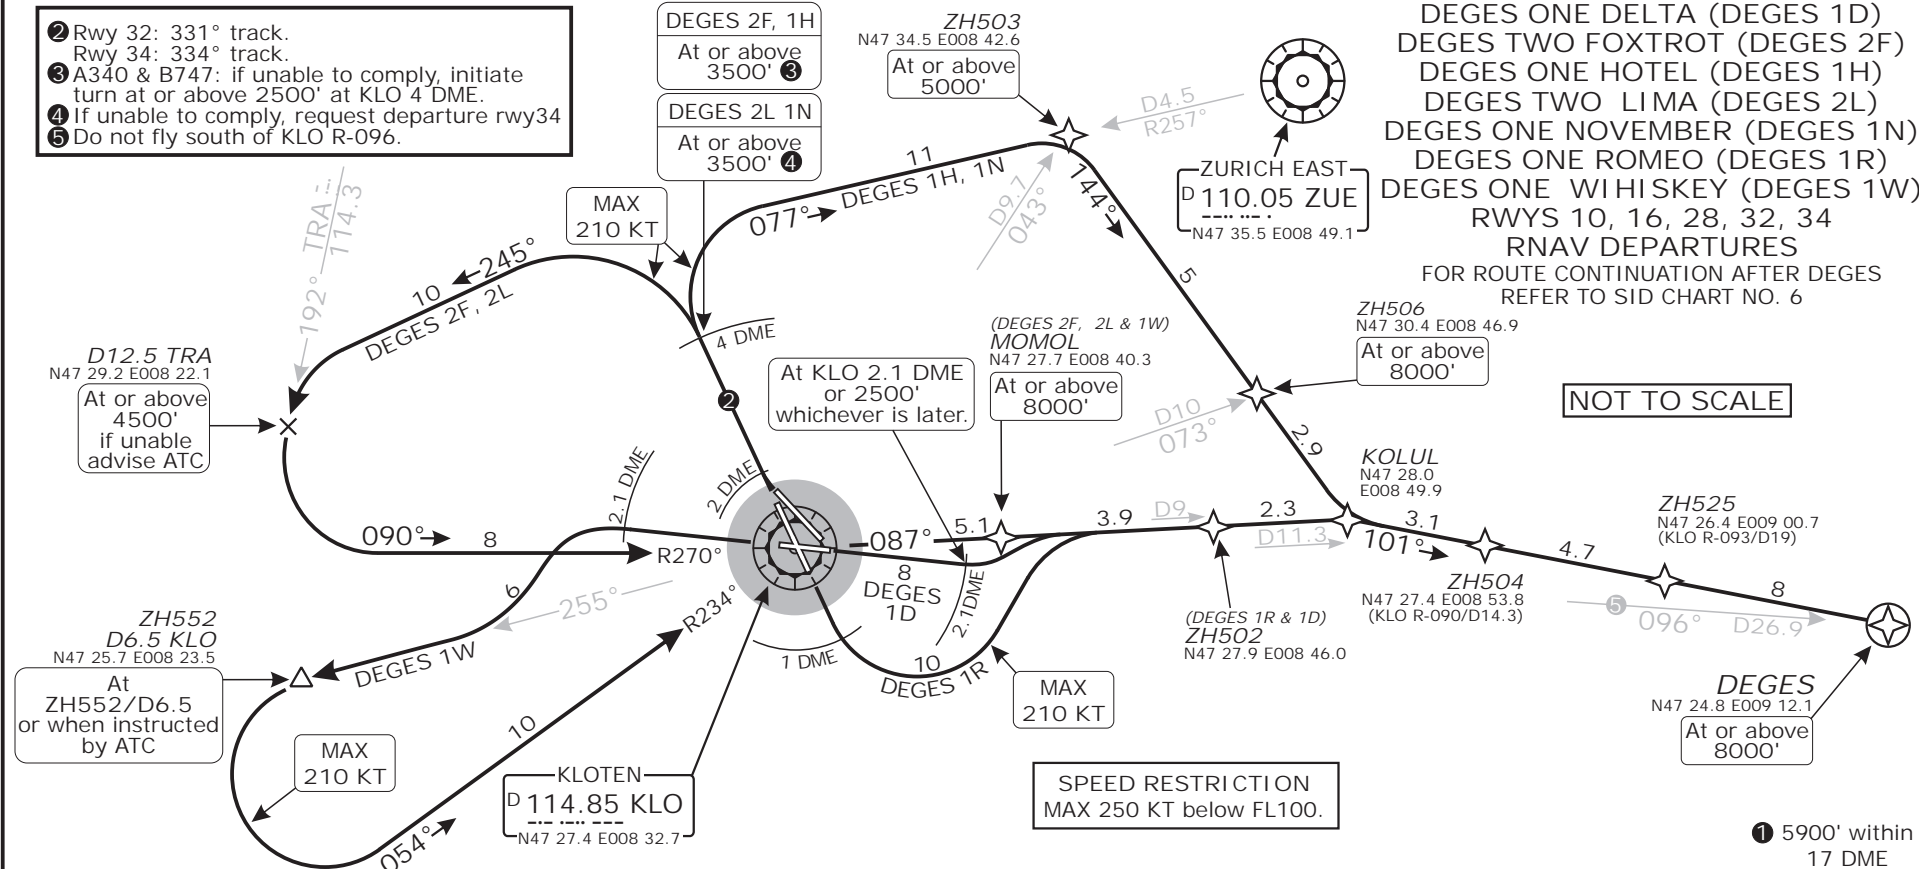 ❷ Rwy 32: 331° track.
Rwy 34: 334° track.
❸ A340 & B747: if unable to comply, initiate
turn at or above 2500' at KLO 4 DME.
❹ If unable to comply, request departure rwy34
❺ Do not fly south of KLO R-096.
DEGES 2F, 1H
At or above
3500' ❸
DEGES 2L 1N
At or above
3500' ❹
ZH503
N47 34.5 E008 42.6
At or above
5000'
D4.5
R257°
ZURICH EAST
D 110.05 ZUE
N47 35.5 E008 49.1
DEGES ONE DELTA (DEGES 1D)
DEGES TWO FOXTROT (DEGES 2F)
DEGES ONE HOTEL (DEGES 1H)
DEGES TWO LIMA (DEGES 2L)
DEGES ONE NOVEMBER (DEGES 1N)
DEGES ONE ROMEO (DEGES 1R)
DEGES ONE WIHISKEY (DEGES 1W)
RWYS 10, 16, 28, 32, 34
RNAV DEPARTURES
FOR ROUTE CONTINUATION AFTER DEGES
REFER TO SID CHART NO. 6
TRA
114.3
192°
MAX
210 KT
077°
11
DEGES 1H, 1N
D9.7
043°
144°
5
245°
10
DEGES 2F, 2L
4 DME
❷
D12.5 TRA
N47 29.2 E008 22.1
At or above
4500'
if unable
advise ATC
At KLO 2.1 DME
or 2500'
whichever is later.
(DEGES 2F, 2L & 1W)
MOMOL
N47 27.7 E008 40.3
At or above
8000'
ZH506
N47 30.4 E008 46.9
At or above
8000'
D10
073°
2.9
NOT TO SCALE
KOLUL
N47 28.0
E008 49.9
2.1 DME
2 DME
090°
8
R270°
087°
5.1
3.9
D9
2.3
D11.3
3.1
101°
4.7
8
ZH525
N47 26.4 E009 00.7
(KLO R-093/D19)
8
DEGES
1D
2.1DME
6
255°
R234°
ZH504
N47 27.4 E008 53.8
(KLO R-090/D14.3)
❺
096°
D26.9
(DEGES 1R & 1D)
ZH502
N47 27.9 E008 46.0
ZH552
D6.5 KLO
N47 25.7 E008 23.5
At
ZH552/D6.5
or when instructed
by ATC
DEGES 1W
1 DME
10
DEGES 1R
MAX
210 KT
DEGES
N47 24.8 E009 12.1
At or above
8000'
10
MAX
210 KT
054°
KLOTEN
D 114.85 KLO
N47 27.4 E008 32.7
SPEED RESTRICTION
MAX 250 KT below FL100.
❶ 5900' within
17 DME